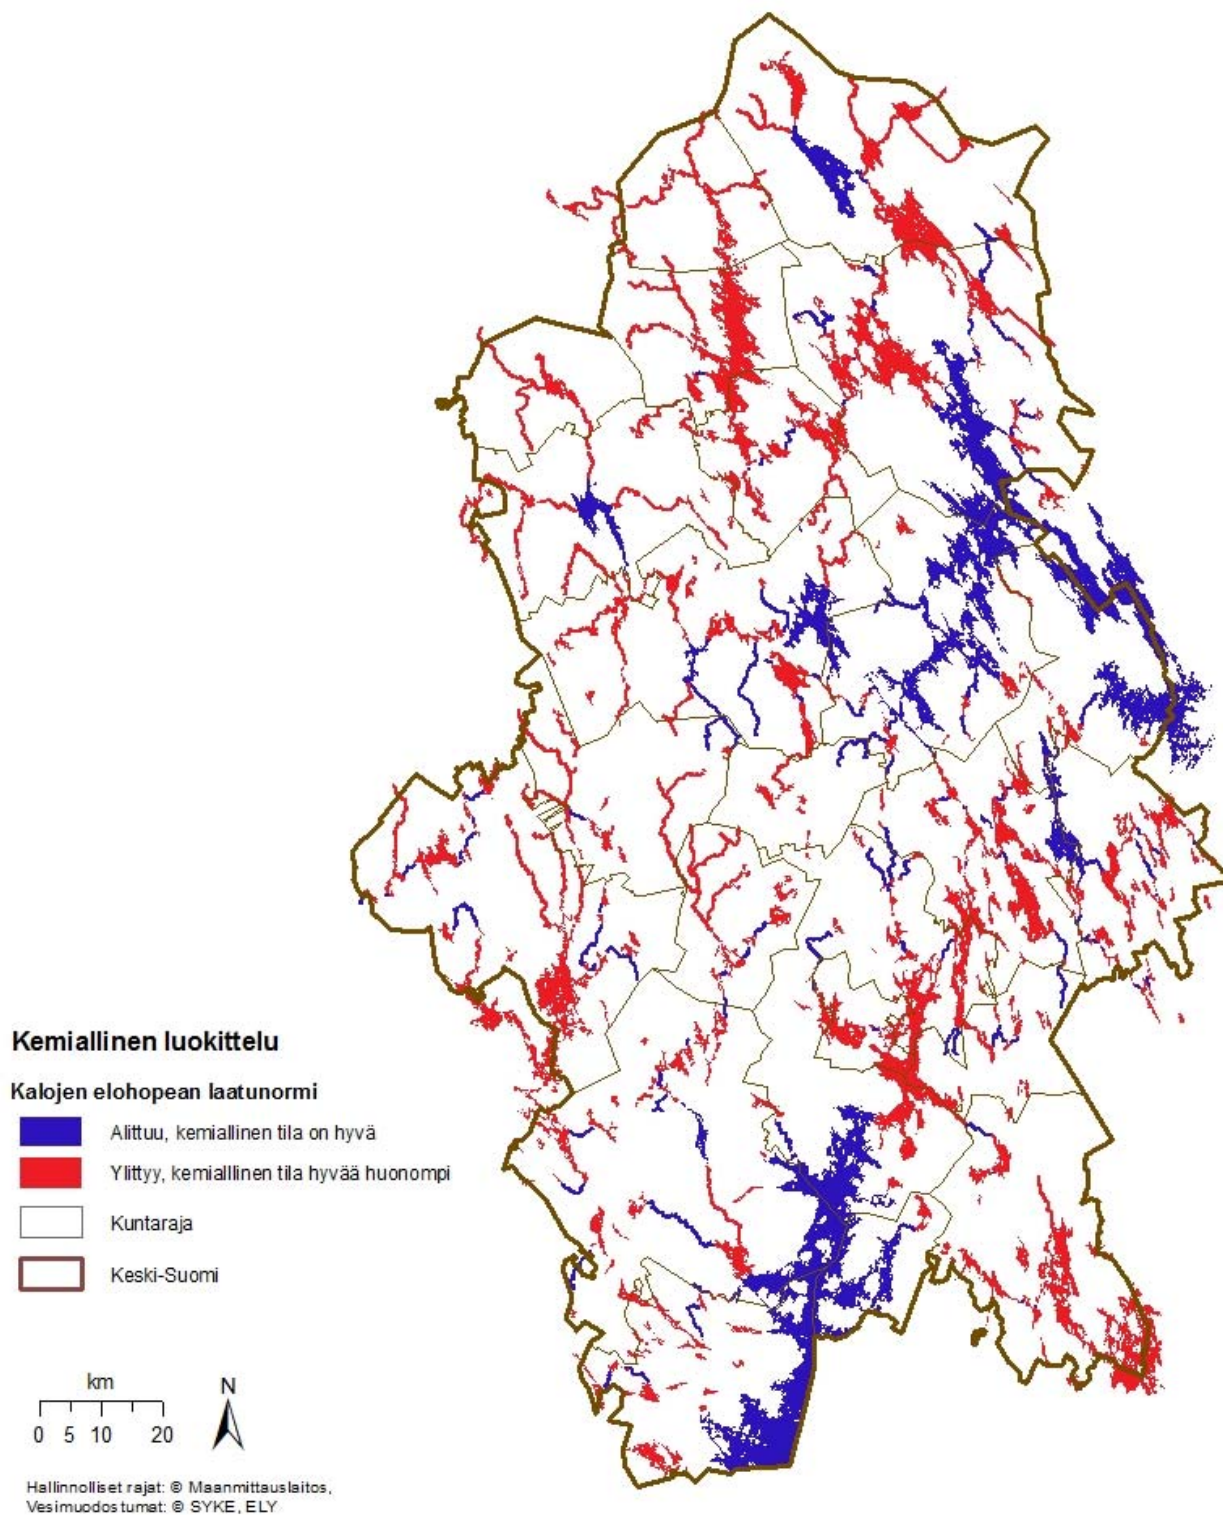 Kemiallinen luokittelu
Kalojen elohopean laatunormi
Alittuu, kemiallinen tila on hyvä
Ylittyy, kemialllinen tila hyvää huonompi
Kuntaraja
Keski-Suomi
km
N
0 5 10 20
Hallinnolliset rajat: © Maanmittauslaitos,
Vesimuodostumat: © SYKE, ELY